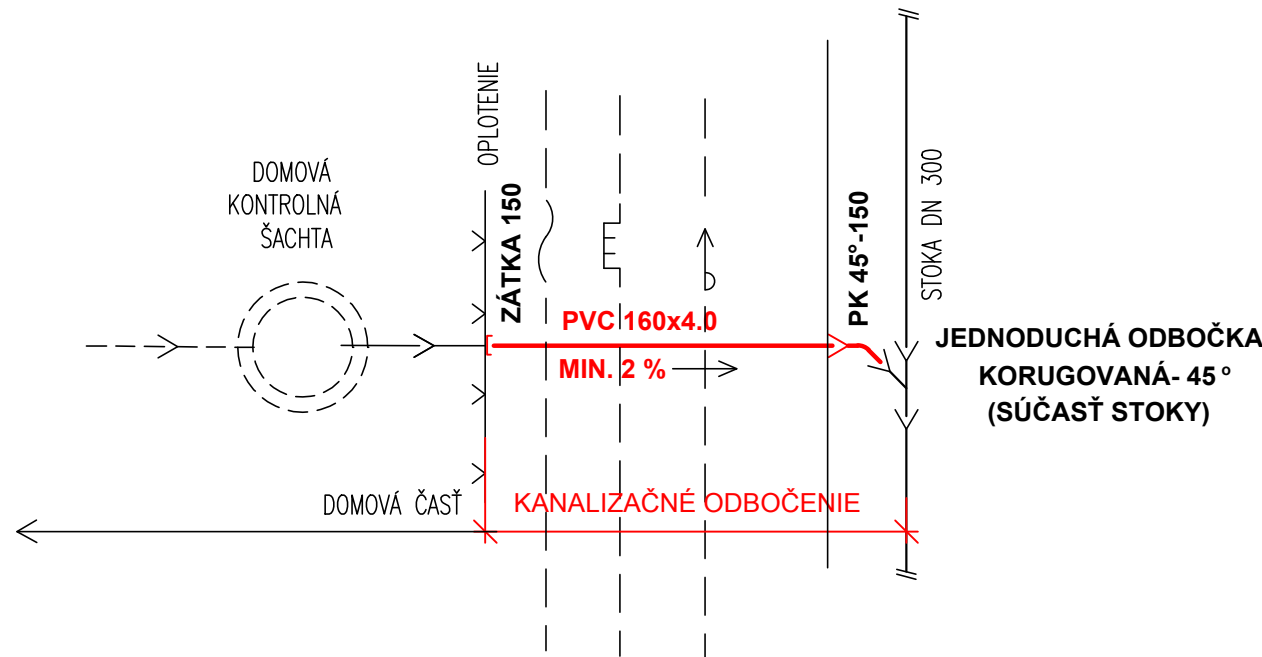 DOMOVÁ
KONTROLNÁ
ŠACHTA
OPLOTENIE
ZÁTKA 150
PVC 160x4.0
MIN. 2 %
PK 45°-150
STOKA DN 300
JEDNODUCHÁ ODBOČKA
KORUGOVANÁ- 45 °
(SÚČASŤ STOKY)
DOMOVÁ ČASŤ
KANALIZAČNÉ ODBOČENIE